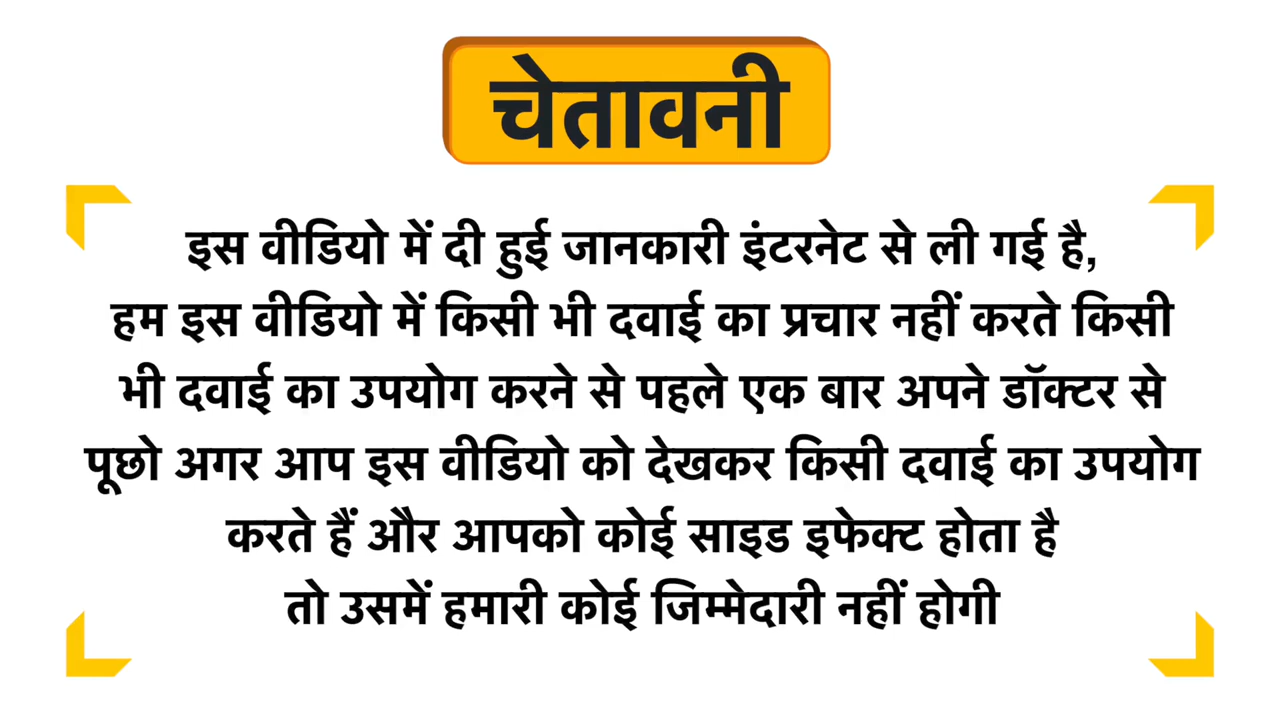 चेतावनी
इस वीडियो में दी हुई जानकारी इंटरनेट से ली गई है,
हम इस वीडियो में किसी भी दवाई का प्रचार नहीं करते किसी
भी दवाई का उपयोग करने से पहले एक बार अपने डॉक्टर से
पूछो अगर आप इस वीडियो को देखकर किसी दवाई का उपयोग
करते हैं और आपको कोई साइड इफेक्ट होता है
तो उसमें हमारी कोई जिम्मेदारी नहीं होगी